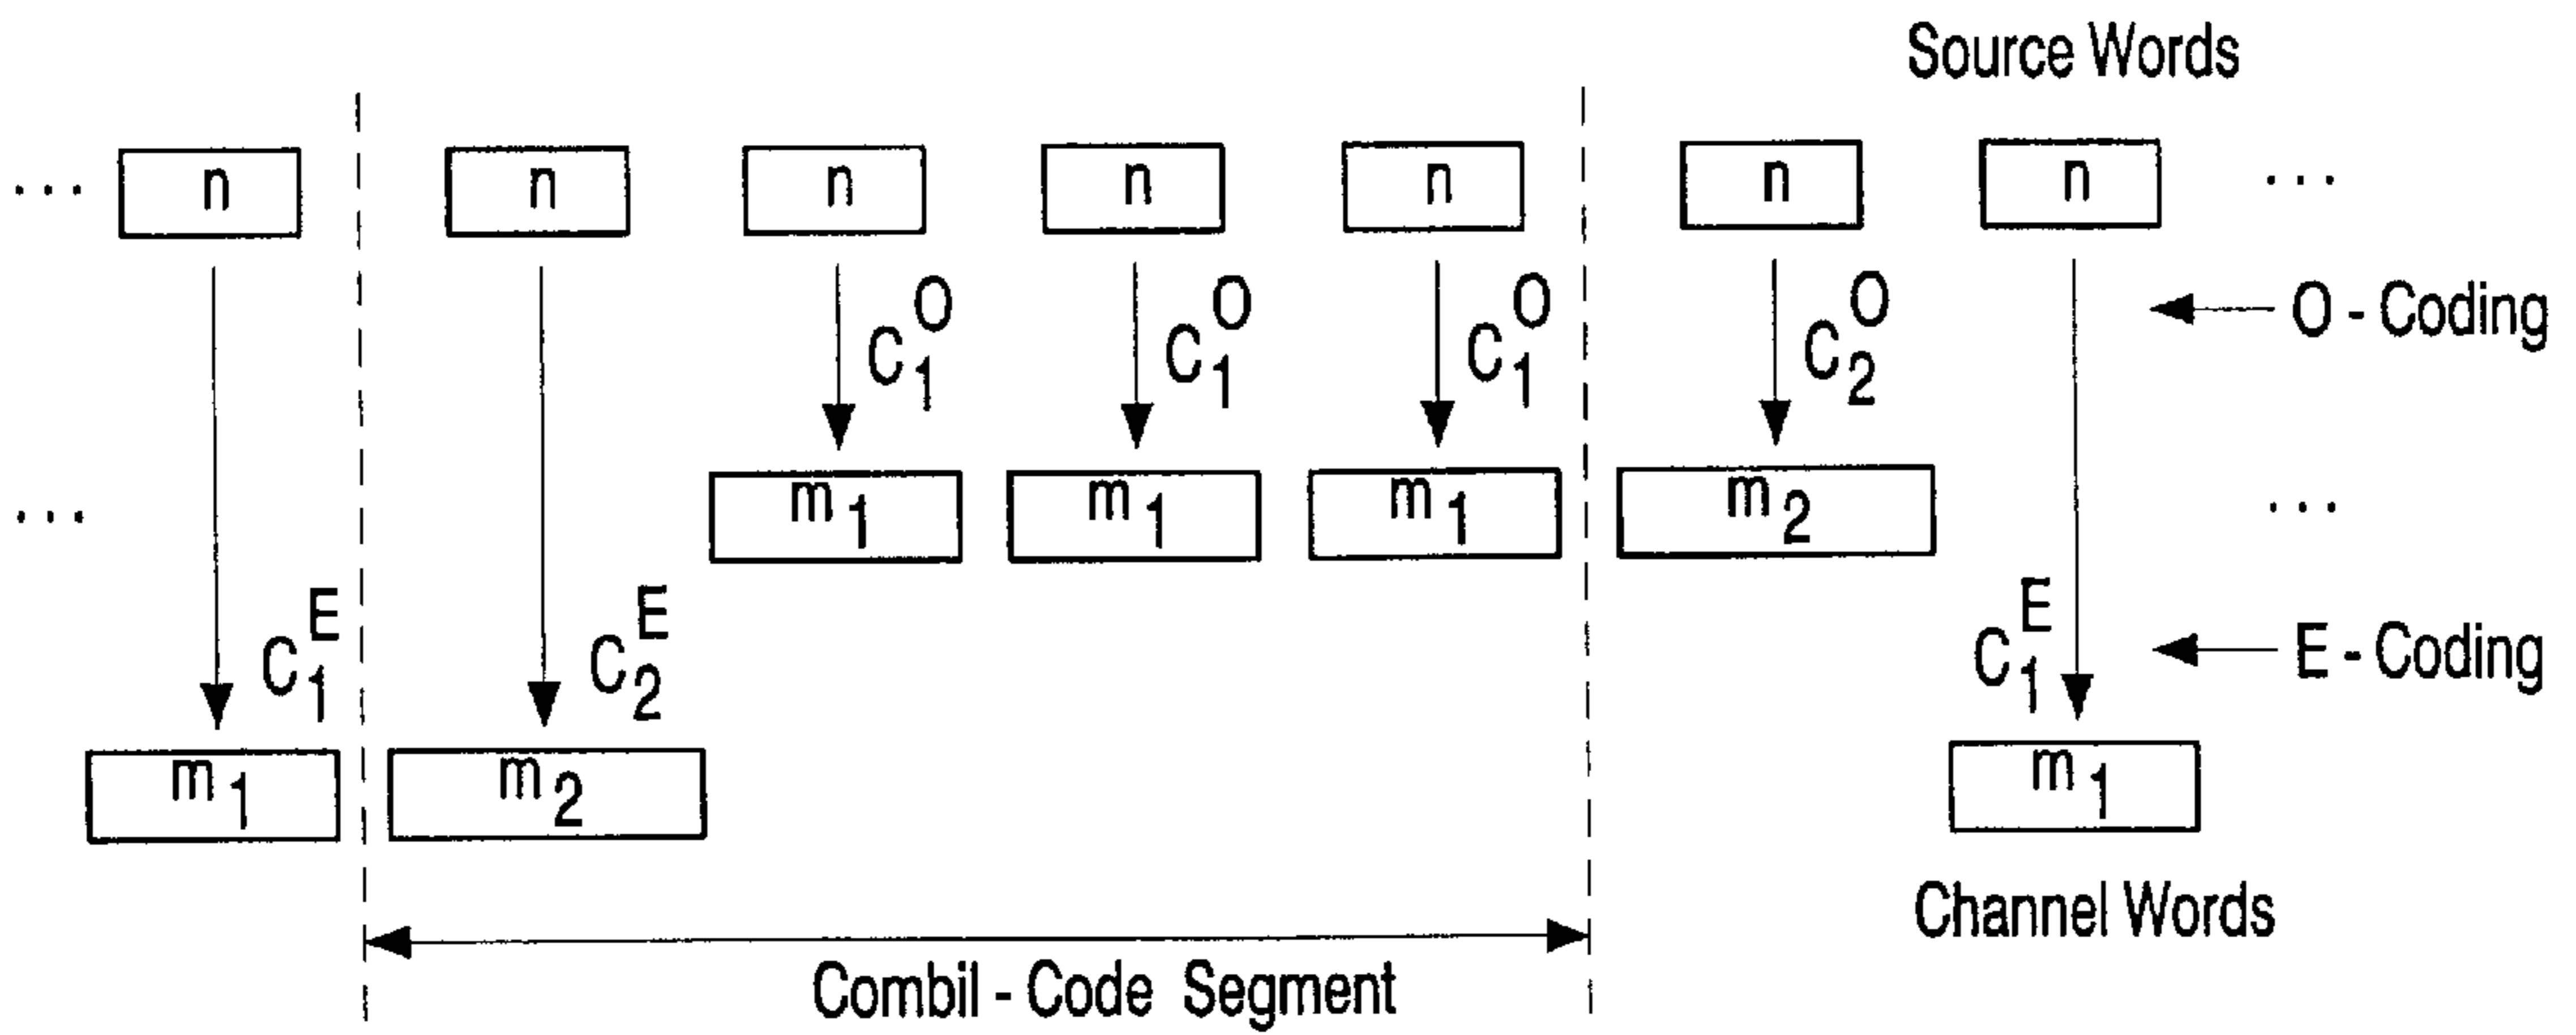 Source Words
... n n n n n n n ...
C₁ᴼ C₁ᴼ C₁ᴼ C₂ᴼ O - Coding
... m₁ m₁ m₁ m₂ ...
C₁ᴱ C₂ᴱ C₁ᴱ E - Coding
m₁ m₂ m₁
Channel Words
Combil - Code Segment